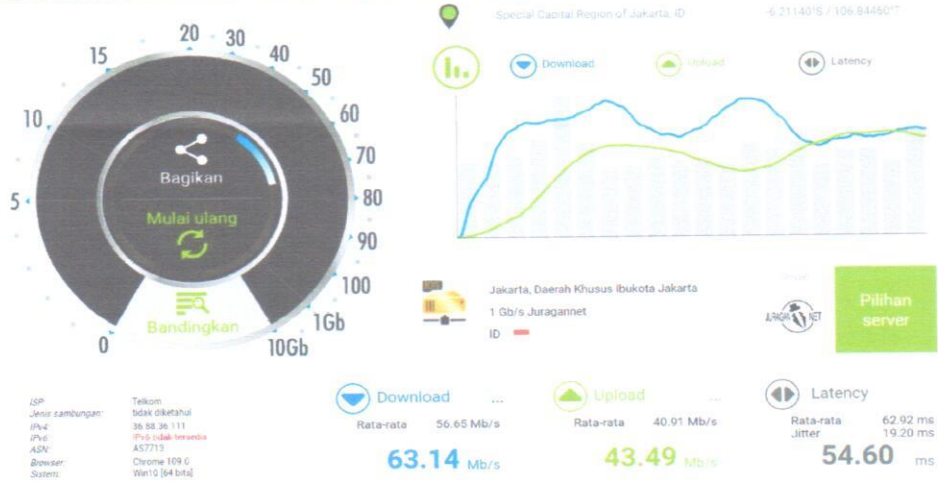 Special Capital Region of Jakarta, ID
-6.21140°S / 106.84460°T
Download
Upload
Latency
0
5
10
15
20
30
40
50
60
70
80
90
100
1Gb
10Gb
Bagikan
Mulai ulang
Bandingkan
Jakarta, Daerah Khusus Ibukota Jakarta
1 Gb/s Juragannet
ID
JURAGAN NET
Pilihan
server
ISP: Telkom
Jenis sambungan: tidak diketahui
IPv4: 36.88.36.111
IPv6: IPv6 tidak tersedia
ASN: AS7713
Browser: Chrome 109.0
Sistem: Win10 [64 bita]
Download ...
Rata-rata 56.65 Mb/s
63.14 Mb/s
Upload ...
Rata-rata 40.91 Mb/s
43.49 Mb/s
Latency
Rata-rata 62.92 ms
Jitter 19.20 ms
54.60 ms